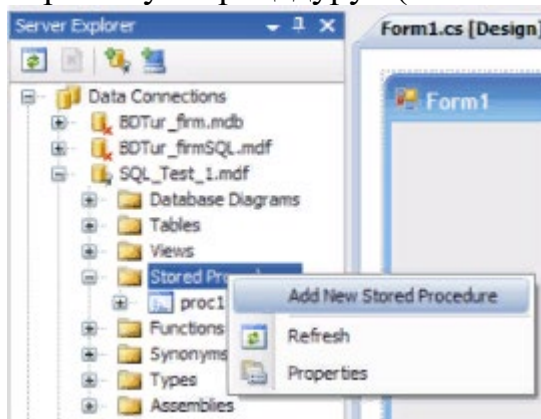 Server Explorer
Form1.cs [Design]
Data Connections
Form1
BDTur_firm.mdb
BDTur_firmSQL.mdf
SQL_Test_1.mdf
Database Diagrams
Tables
Views
Stored
proc1
Add New Stored Procedure
Functions
Refresh
Synonyms
Types
Properties
Assemblies